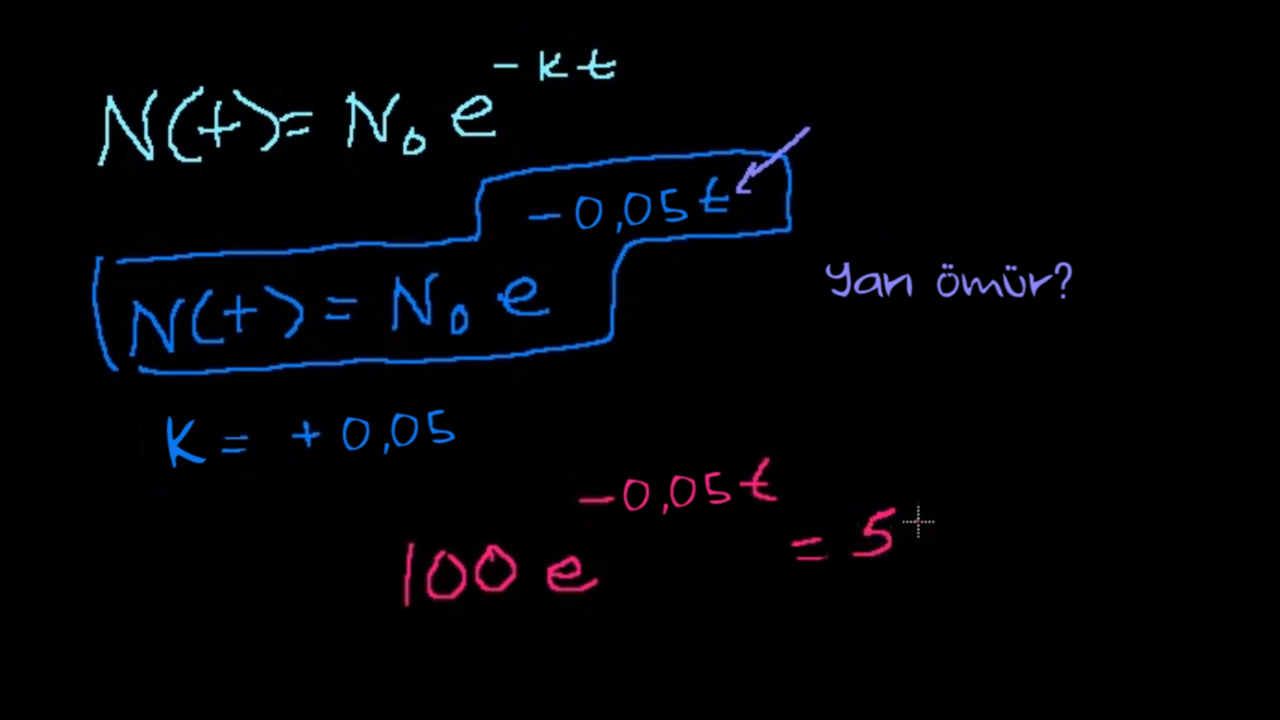 N(t) = N₀ e^-kt
N(t) = N₀ e^-0,05t
Yarı ömür?
K = + 0,05
100 e^-0,05t = 5